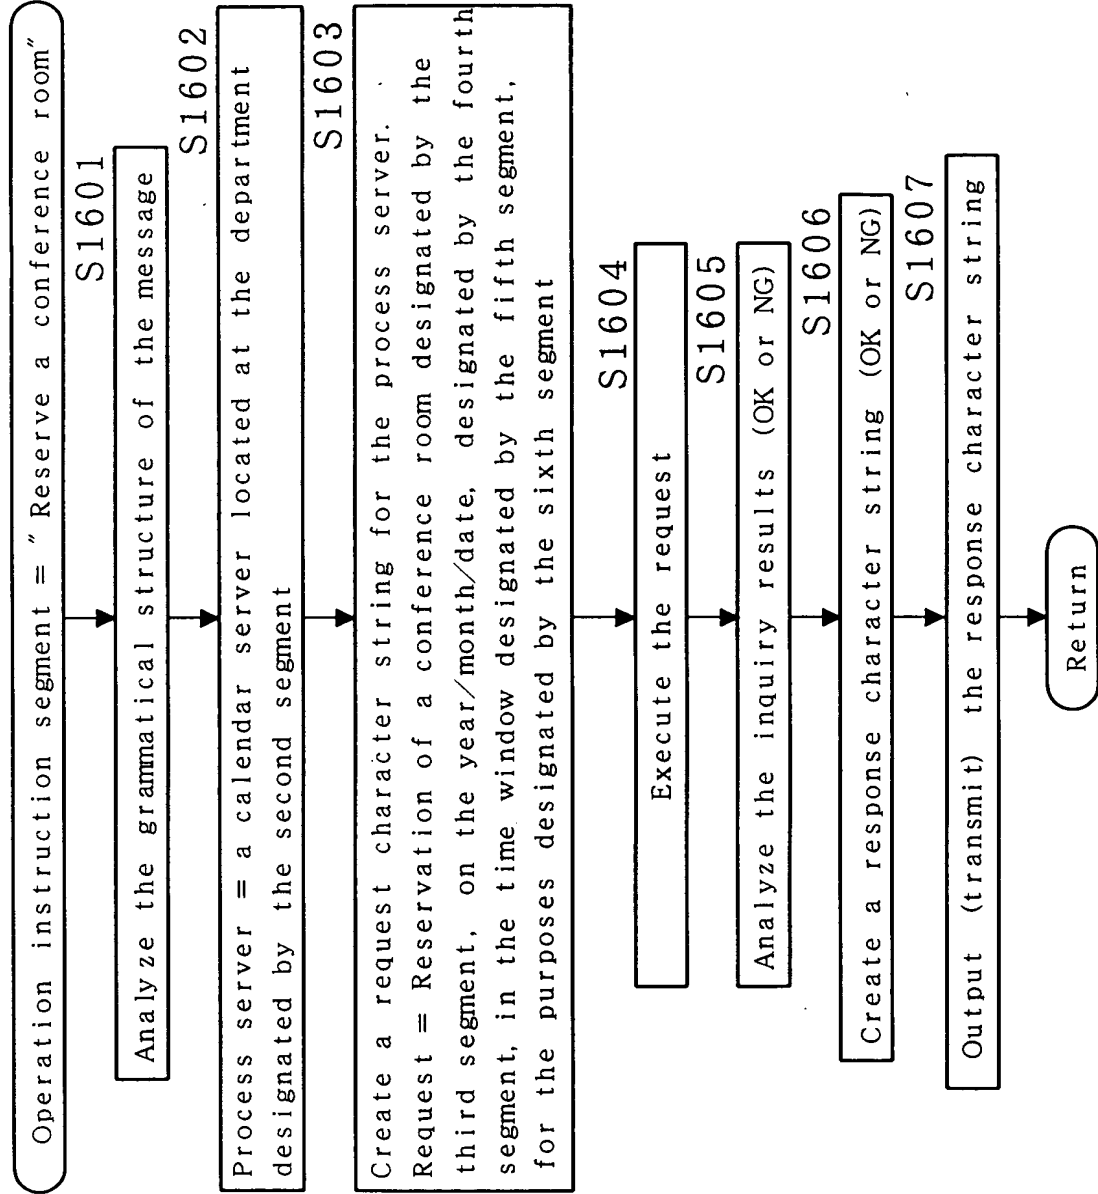 Operation instruction segment = " Reserve a conference room"
S1601
Analyze the grammatical structure of the message
S1602
Process server = a calendar server located at the department
designated by the second segment
S1603
Create a request character string for the process server.
Request = Reservation of a conference room designated by the
third segment, on the year/month/date, designated by the fourth
segment, in the time window designated by the fifth segment,
for the purposes designated by the sixth segment
S1604
Execute the request
S1605
Analyze the inquiry results (OK or NG)
S1606
Create a response character string (OK or NG)
S1607
Output (transmit) the response character string
Return